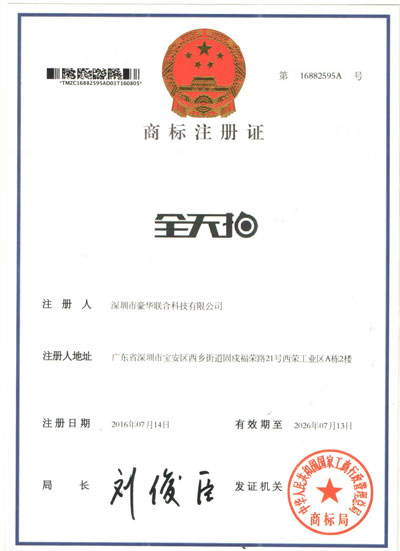 *TMZC16882595AD01T160805*
第 16882595A 号
商标注册证
全天拍
注 册 人 深圳市豪华联合科技有限公司
注册人地址 广东省深圳市宝安区西乡街道固戍福荣路21号西荣工业区A栋2楼
注册日期 2016年07月14日 有效期至 2026年07月13日
局 长 刘俊臣 发证机关
中华人民共和国国家工商行政管理总局
商标局